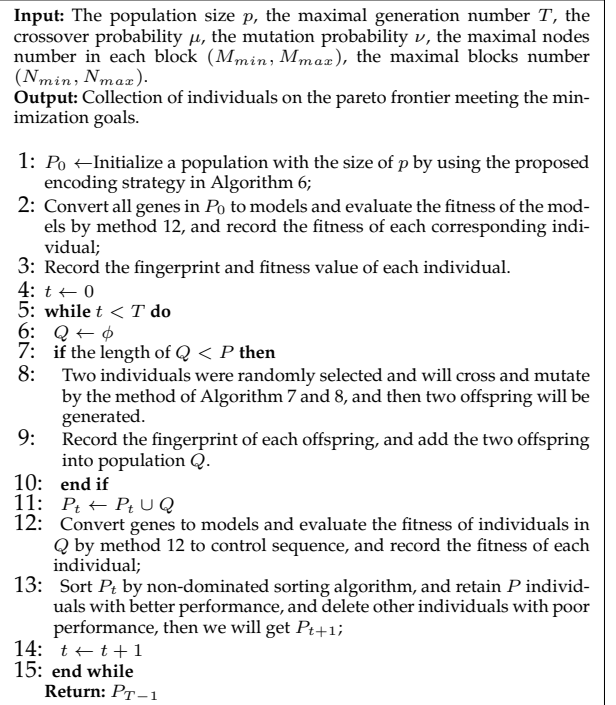 Input: The population size p, the maximal generation number T, the
crossover probability μ, the mutation probability ν, the maximal nodes
number in each block (M_min, M_max), the maximal blocks number
(N_min, N_max).
Output: Collection of individuals on the pareto frontier meeting the min-
imization goals.
1: P_0 ←Initialize a population with the size of p by using the proposed
encoding strategy in Algorithm 6;
2: Convert all genes in P_0 to models and evaluate the fitness of the mod-
els by method 12, and record the fitness of each corresponding indi-
vidual;
3: Record the fingerprint and fitness value of each individual.
4: t ← 0
5: while t < T do
6: Q ← ϕ
7: if the length of Q < P then
8: Two individuals were randomly selected and will cross and mutate
by the method of Algorithm 7 and 8, and then two offspring will be
generated.
9: Record the fingerprint of each offspring, and add the two offspring
into population Q.
10: end if
11: P_t ← P_t ∪ Q
12: Convert genes to models and evaluate the fitness of individuals in
Q by method 12 to control sequence, and record the fitness of each
individual;
13: Sort P_t by non-dominated sorting algorithm, and retain P individ-
uals with better performance, and delete other individuals with poor
performance, then we will get P_{t+1};
14: t ← t + 1
15: end while
Return: P_{T−1}